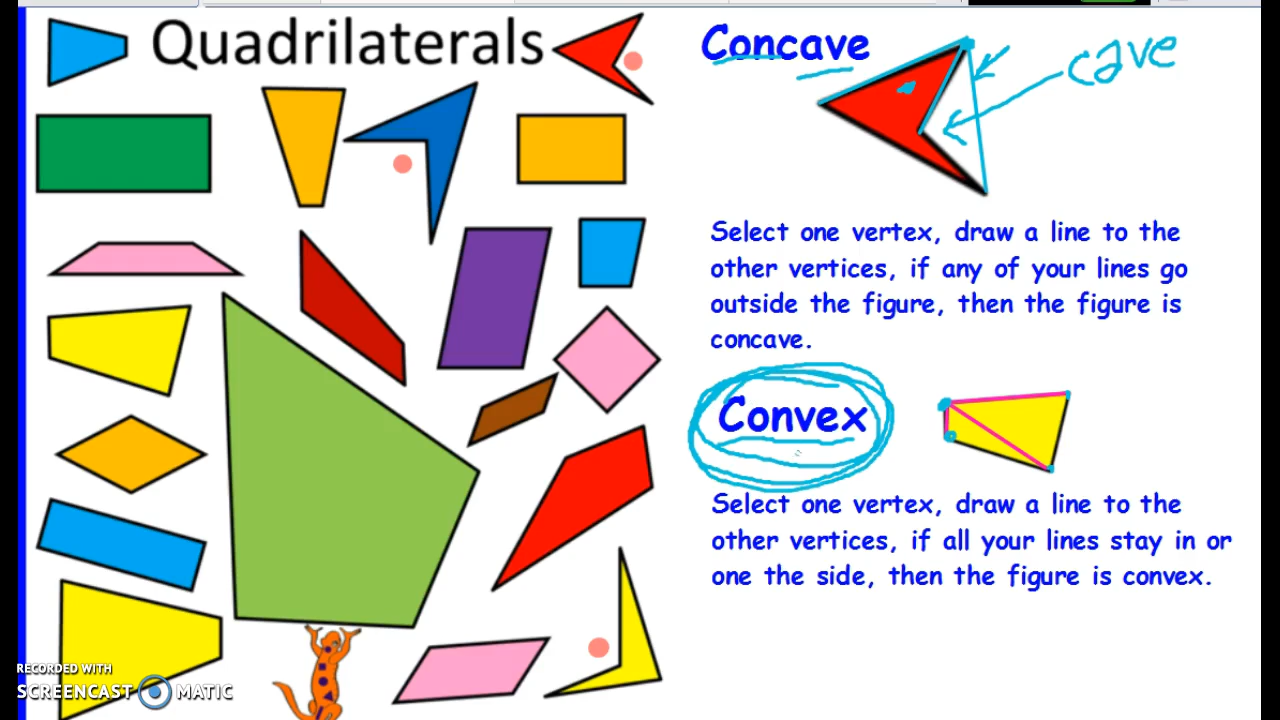 Quadrilaterals
Concave
cave
Select one vertex, draw a line to the
other vertices, if any of your lines go
outside the figure, then the figure is
concave.
Convex
Select one vertex, draw a line to the
other vertices, if all your lines stay in or
one the side, then the figure is convex.
RECORDED WITH
SCREENCAST MATIC